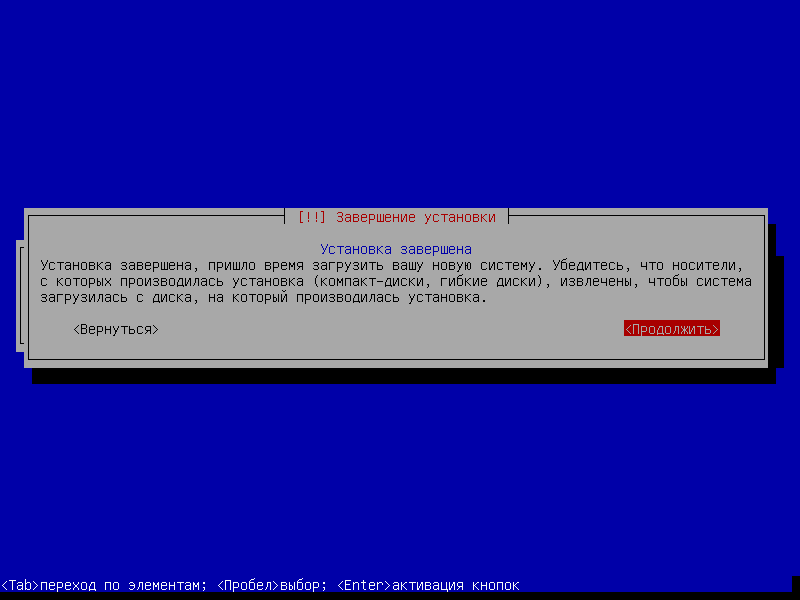 [!!] Завершение установки
Установка завершена
Установка завершена, пришло время загрузить вашу новую систему. Убедитесь, что носители,
с которых производилась установка (компакт-диски, гибкие диски), извлечены, чтобы система
загрузилась с диска, на который производилась установка.
<Вернуться> <Продолжить>
<Tab>переход по элементам; <Пробел>выбор; <Enter>активация кнопок